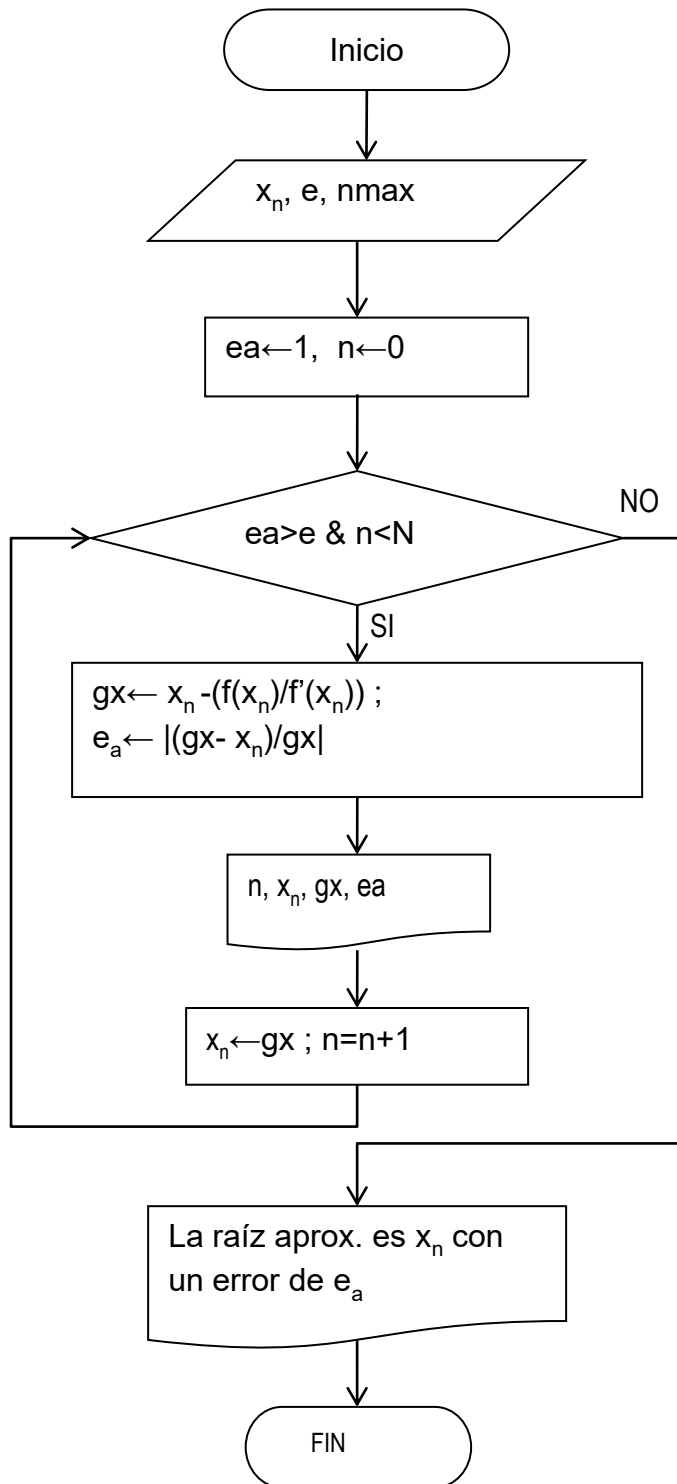 Inicio
xₙ, e, nmax
ea←1, n←0
ea>e & n<N
NO
SI
gx← xₙ -(f(xₙ)/f’(xₙ)) ;
eₐ← |(gx- xₙ)/gx|
n, xₙ, gx, ea
xₙ←gx ; n=n+1
La raíz aprox. es xₙ con
un error de eₐ
FIN